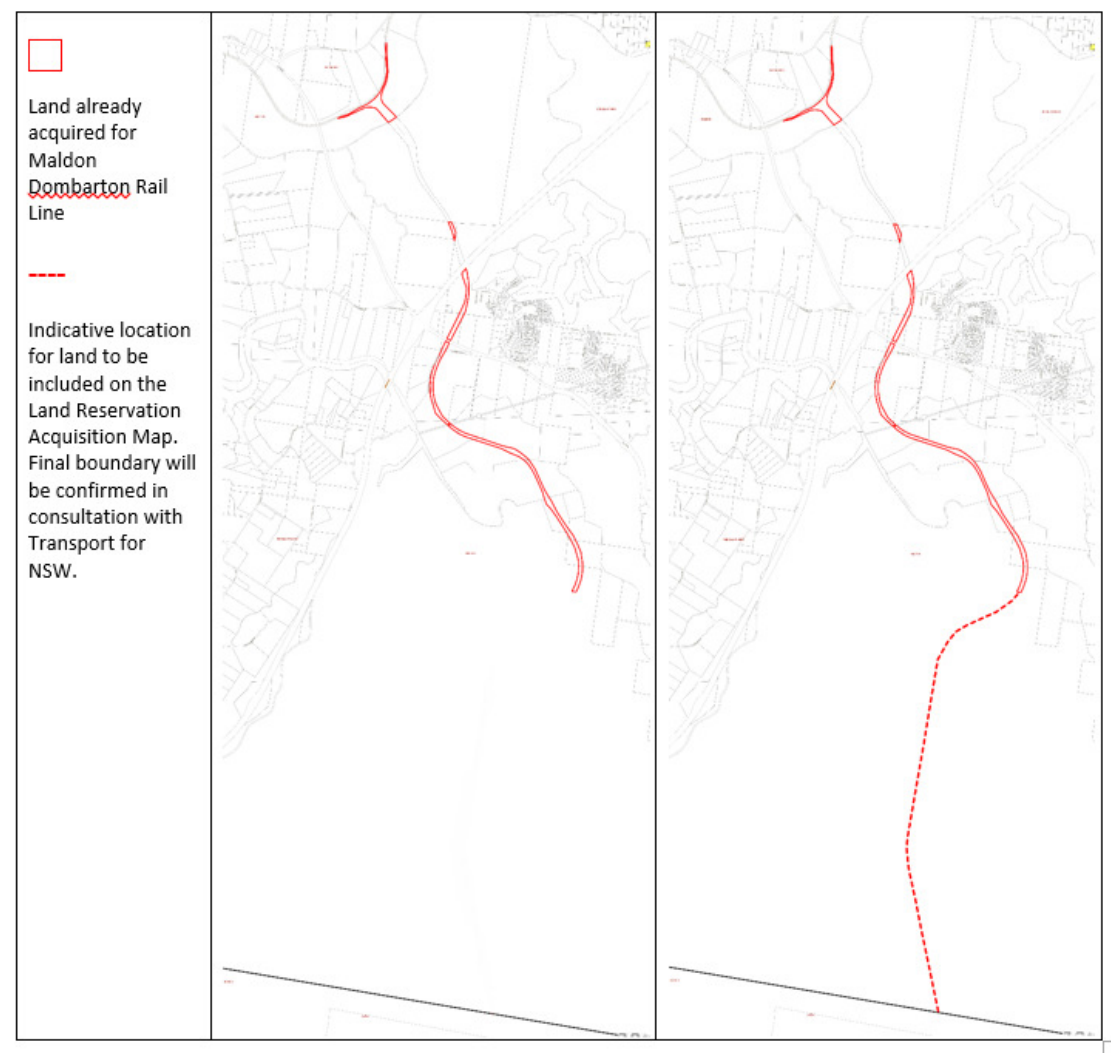 Land already
acquired for
Maldon
Dombarton Rail
Line
Indicative location
for land to be
included on the
Land Reservation
Acquisition Map.
Final boundary will
be confirmed in
consultation with
Transport for
NSW.